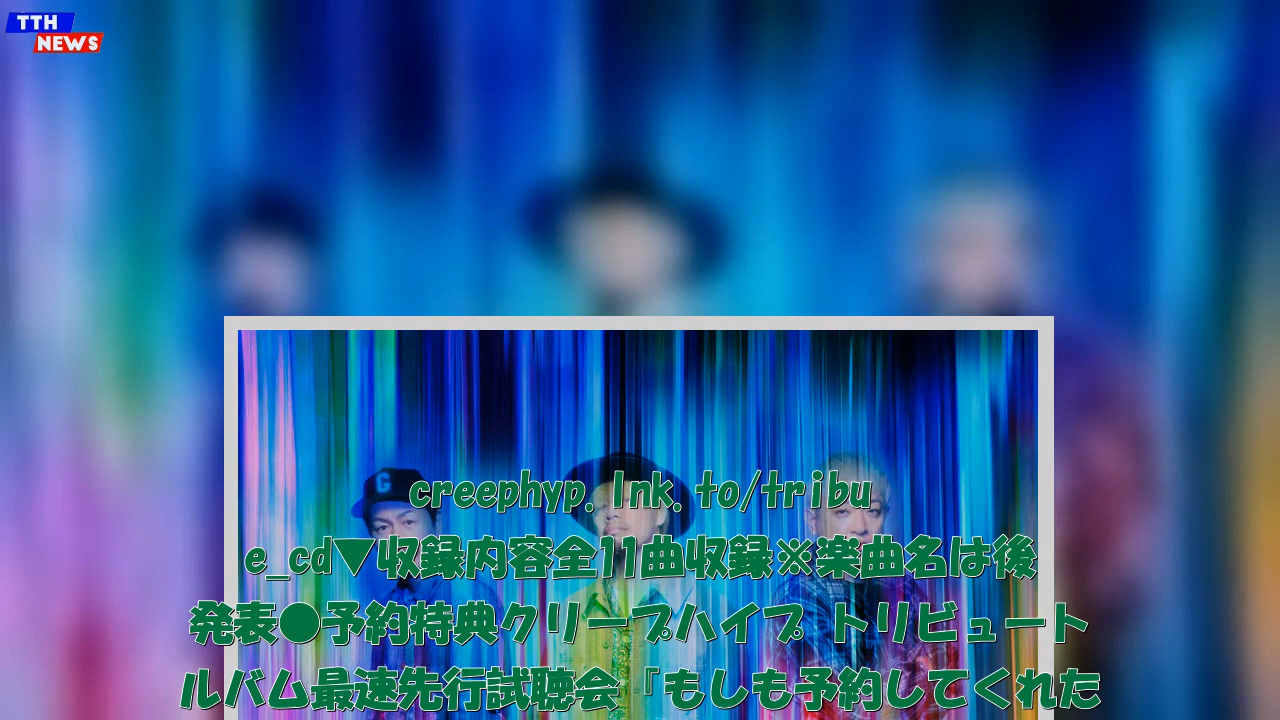 TTH
NEWS
creephyp.lnk.to/tribu
e_cd▼収録内容全11曲収録※楽曲名は後
発表●予約特典クリープハイプ トリビュート
ルバム最速先行試聴会「もしも予約してくれた